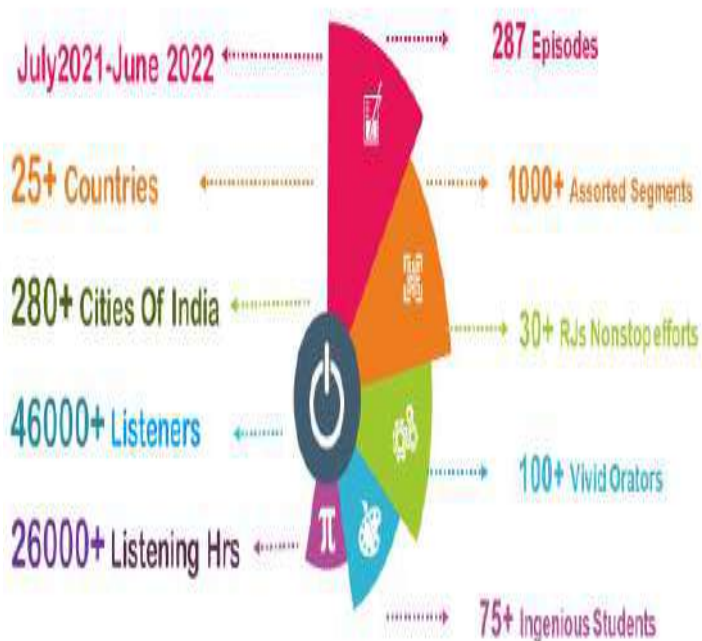 July2021-June 2022
287 Episodes
25+ Countries
1000+ Assorted Segments
280+ Cities Of India
30+ RJs Nonstop efforts
46000+ Listeners
100+ Vivid Orators
26000+ Listening Hrs
π
75+ Ingenious Students